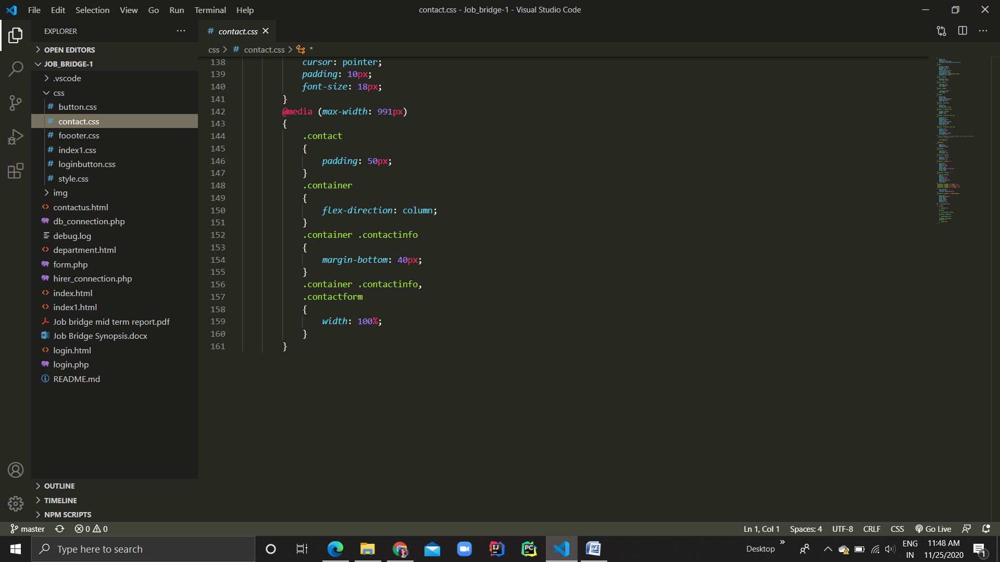 File Edit Selection View Go Run Terminal Help
contact.css - Job_bridge-1 - Visual Studio Code
EXPLORER
# contact.css
OPEN EDITORS
JOB_BRIDGE-1
.vscode
css
# button.css
# contact.css
# foooter.css
# index1.css
# loginbutton.css
# style.css
img
<> contactus.html
db_connection.php
debug.log
<> department.html
form.php
hirer_connection.php
<> index.html
<> index1.html
Job bridge mid term report.pdf
Job Bridge Synopsis.docx
<> login.html
login.php
README.md
OUTLINE
TIMELINE
NPM SCRIPTS
css > # contact.css > *
138 cursor: pointer;
139 padding: 10px;
140 font-size: 18px;
141 }
142 @media (max-width: 991px)
143 {
144 .contact
145 {
146 padding: 50px;
147 }
148 .container
149 {
150 flex-direction: column;
151 }
152 .container .contactinfo
153 {
154 margin-bottom: 40px;
155 }
156 .container .contactinfo,
157 .contactform
158 {
159 width: 100%;
160 }
161 }
master 0 0
Ln 1, Col 1 Spaces: 4 UTF-8 CRLF CSS Go Live
Type here to search
IJ PC W
Desktop »
ENG
IN
11:48 AM
11/25/2020
1